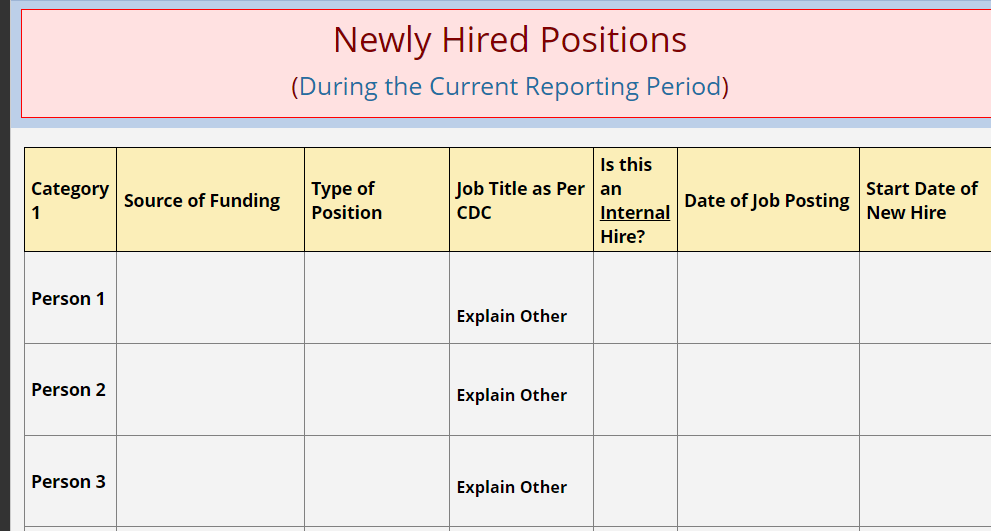 Newly Hired Positions
(During the Current Reporting Period)
Category 1 Source of Funding Type of Position Job Title as Per CDC Is this an Internal Hire? Date of Job Posting Start Date of New Hire
Person 1 Explain Other
Person 2 Explain Other
Person 3 Explain Other